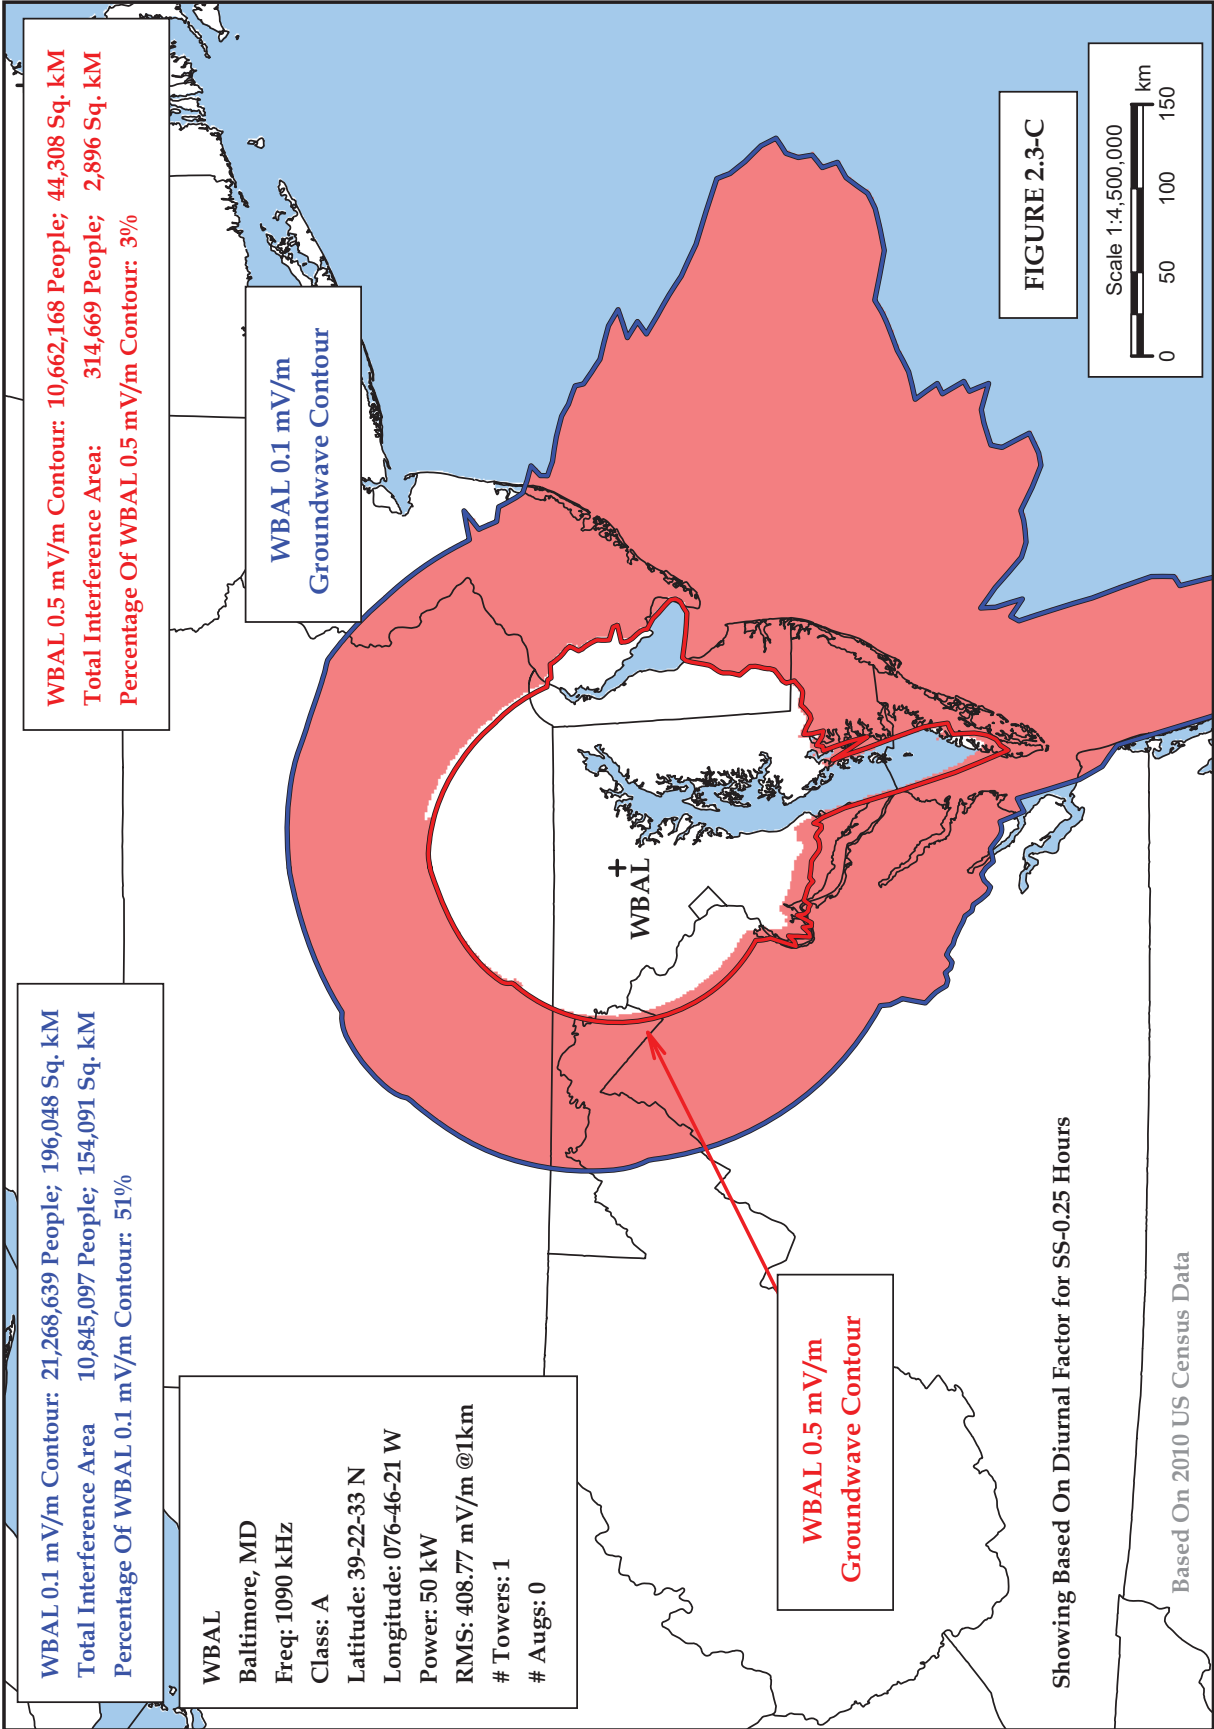 WBAL 0.1 mV/m Contour: 21,268,639 People; 196,048 Sq. kM
Total Interference Area 10,845,097 People; 154,091 Sq. kM
Percentage Of WBAL 0.1 mV/m Contour: 51%
WBAL 0.5 mV/m Contour: 10,662,168 People; 44,308 Sq. kM
Total Interference Area: 314,669 People; 2,896 Sq. kM
Percentage Of WBAL 0.5 mV/m Contour: 3%
WBAL
Baltimore, MD
Freq: 1090 kHz
Class: A
Latitude: 39-22-33 N
Longitude: 076-46-21 W
Power: 50 kW
RMS: 408.77 mV/m @1km
# Towers: 1
# Augs: 0
WBAL 0.1 mV/m
Groundwave Contour
WBAL
WBAL 0.5 mV/m
Groundwave Contour
FIGURE 2.3-C
Showing Based On Diurnal Factor for SS-0.25 Hours
Scale 1:4,500,000
km
0 50 100 150
Based On 2010 US Census Data